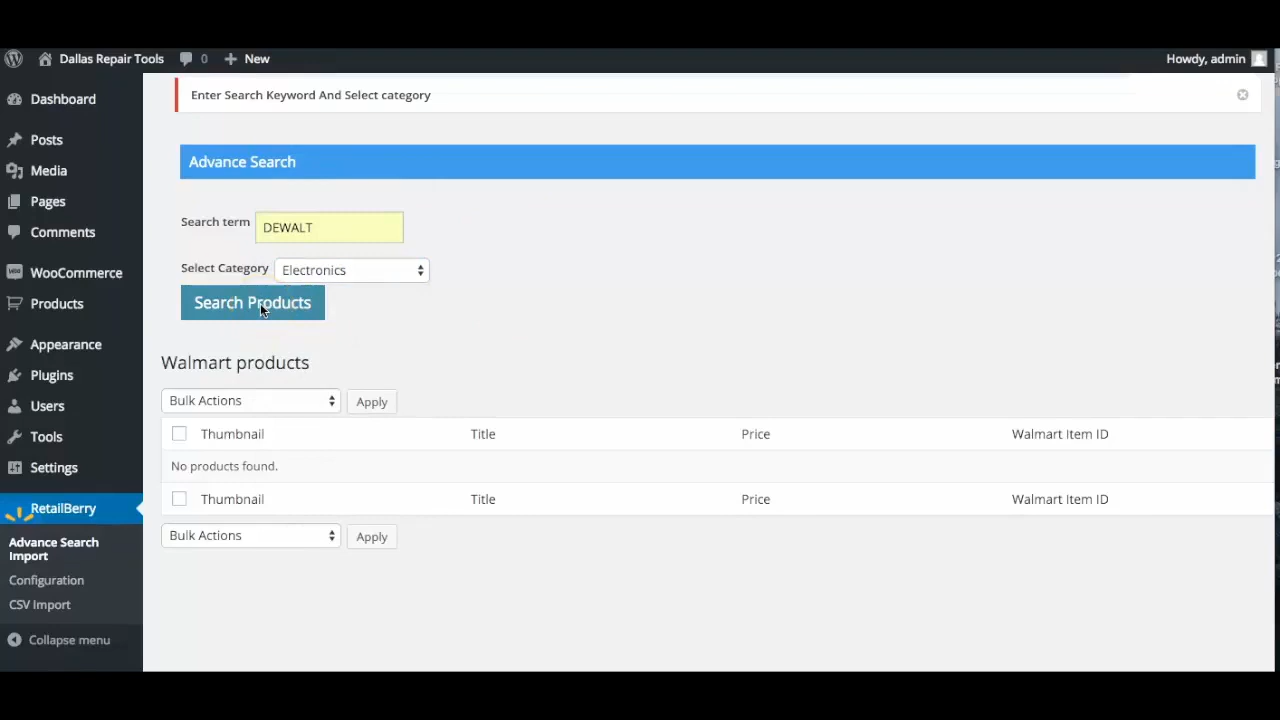 Dallas Repair Tools 0 New Howdy, admin
Dashboard
Posts
Media
Pages
Comments
WooCommerce
Products
Appearance
Plugins
Users
Tools
Settings
RetailBerry
Advance Search
Import
Configuration
CSV Import
Collapse menu
Enter Search Keyword And Select category
Advance Search
Search term DEWALT
Select Category Electronics
Search Products
Walmart products
Bulk Actions Apply
Thumbnail Title Price Walmart Item ID
No products found.
Thumbnail Title Price Walmart Item ID
Bulk Actions Apply